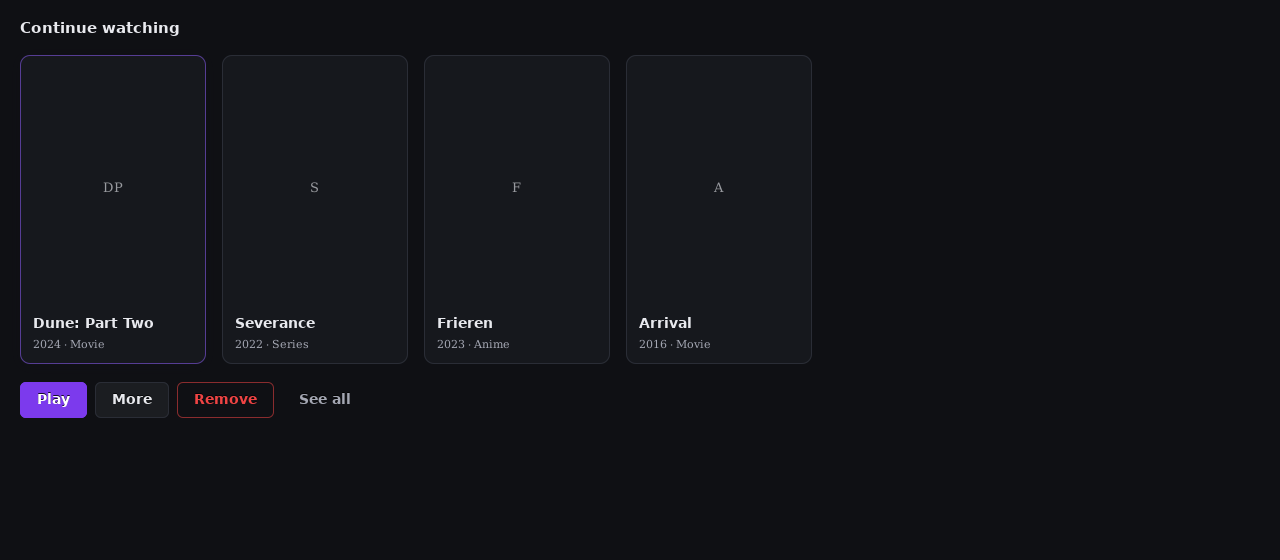 Continue watching
DP
S
F
A
Dune: Part Two
2024 · Movie
Severance
2022 · Series
Frieren
2023 · Anime
Arrival
2016 · Movie
Play
More
Remove
See all